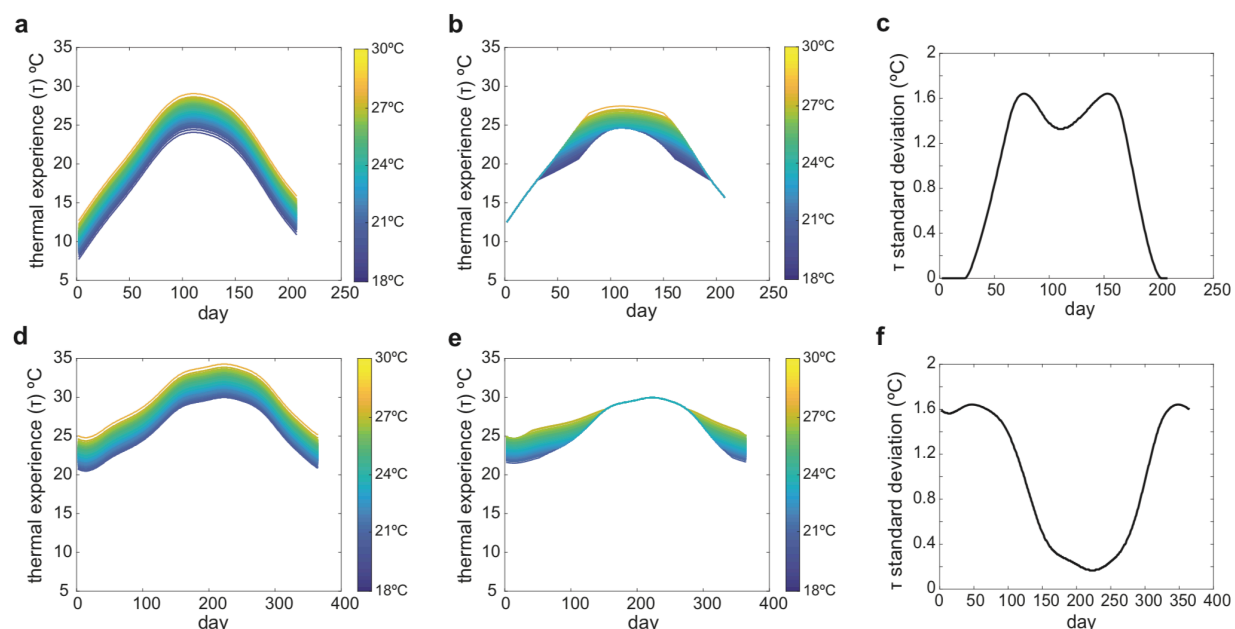 a
thermal experience (τ) ºC
35
30
25
20
15
10
5
0 50 100 150 200 250
day
30ºC
27ºC
24ºC
21ºC
18ºC
b
thermal experience (τ) ºC
35
30
25
20
15
10
5
0 50 100 150 200 250
day
30ºC
27ºC
24ºC
21ºC
18ºC
c
τ standard deviation (ºC)
2
1.6
1.2
0.8
0.4
0
50 100 150 200 250
day
d
thermal experience (τ) ºC
35
30
25
20
15
10
5
0 100 200 300 400
day
30ºC
27ºC
24ºC
21ºC
18ºC
e
thermal experience (τ) ºC
35
30
25
20
15
10
5
0 100 200 300 400
day
30ºC
27ºC
24ºC
21ºC
18ºC
f
τ standard deviation (ºC)
2
1.6
1.2
0.8
0.4
0
0 50 100 150 200 250 300 350 400
day